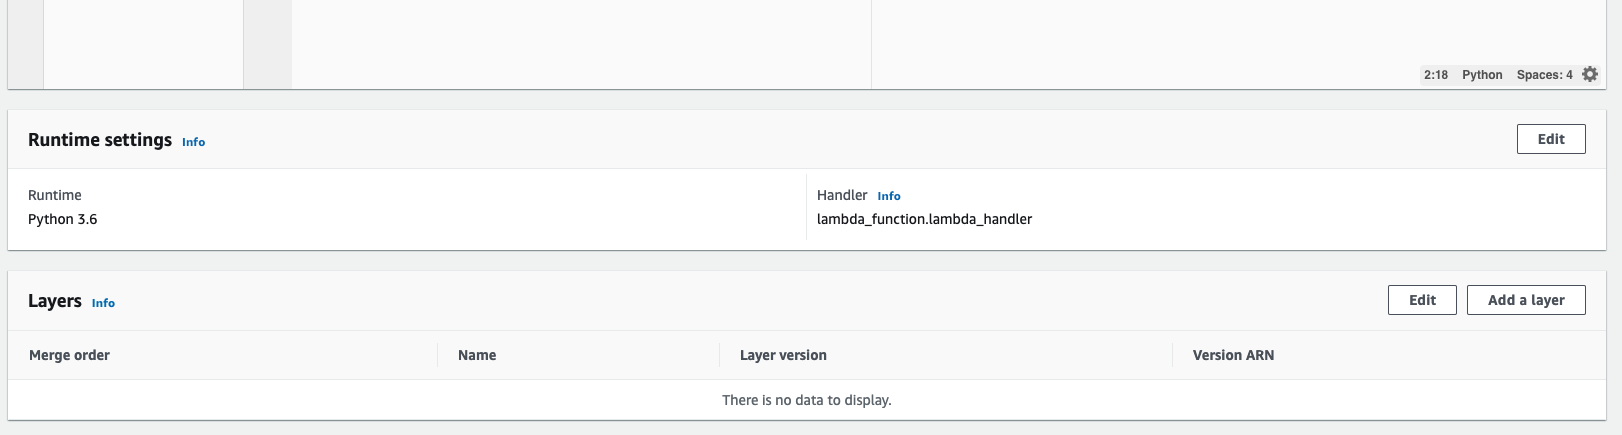 2:18 Python Spaces: 4
Runtime settings Info Edit
Runtime Handler Info
Python 3.6 lambda_function.lambda_handler
Layers Info Edit Add a layer
Merge order Name Layer version Version ARN
There is no data to display.